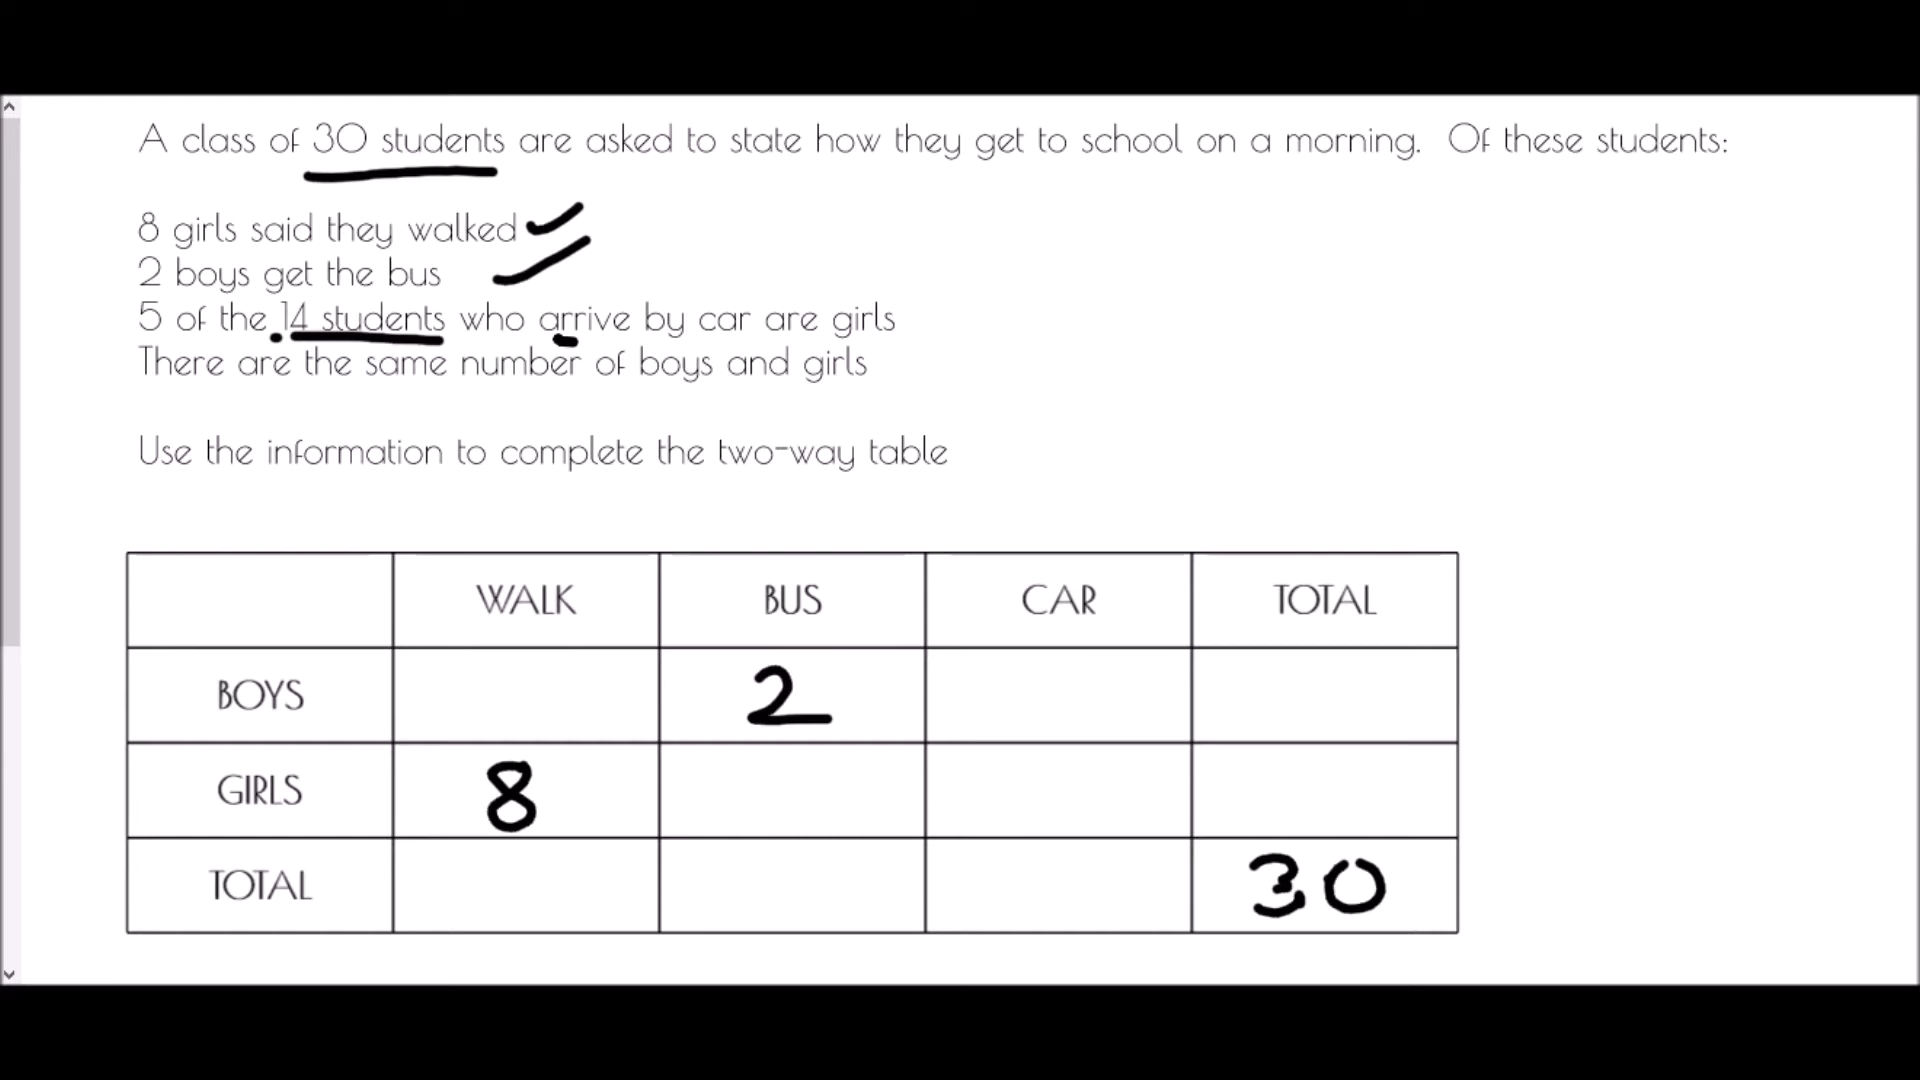 A class of 30 students are asked to state how they get to school on a morning. Of these students:
8 girls said they walked
2 boys get the bus
5 of the 14 students who arrive by car are girls
There are the same number of boys and girls
Use the information to complete the two-way table
WALK BUS CAR TOTAL
BOYS 2
GIRLS 8
TOTAL 30